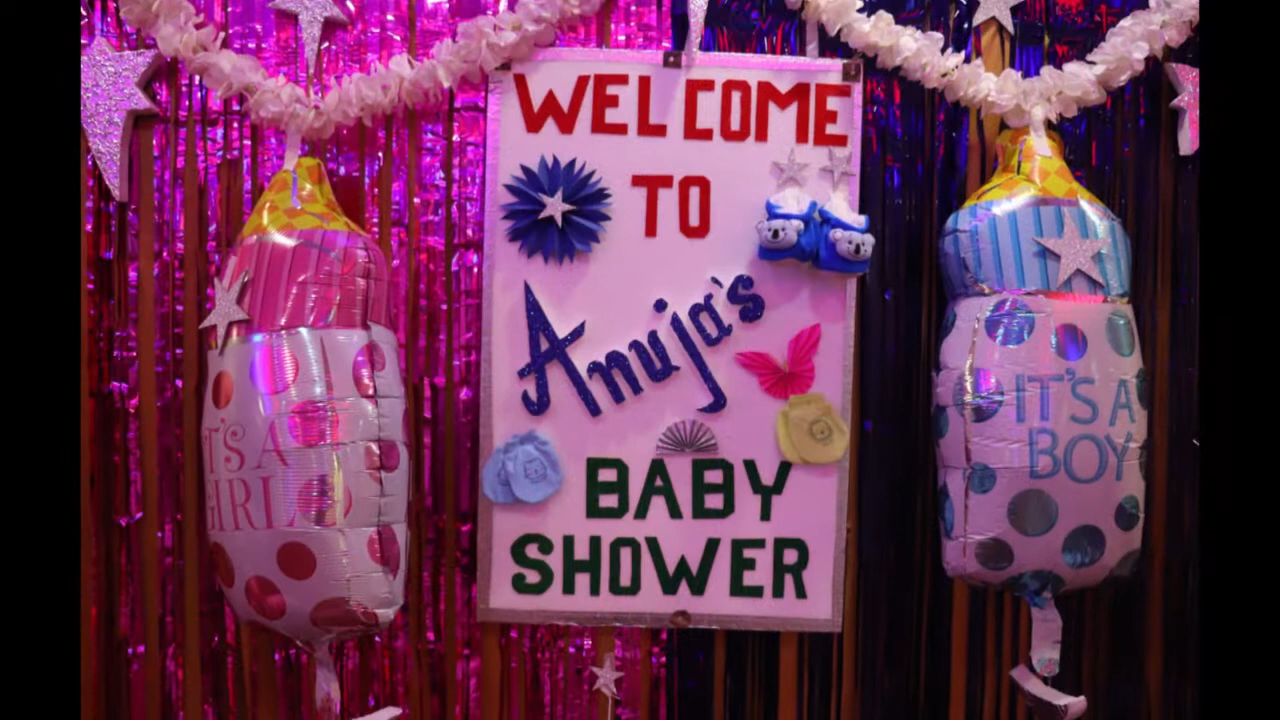 WELCOME
TO
Anuja's
BABY
SHOWER
IT'S A
GIRL
IT'S A
BOY